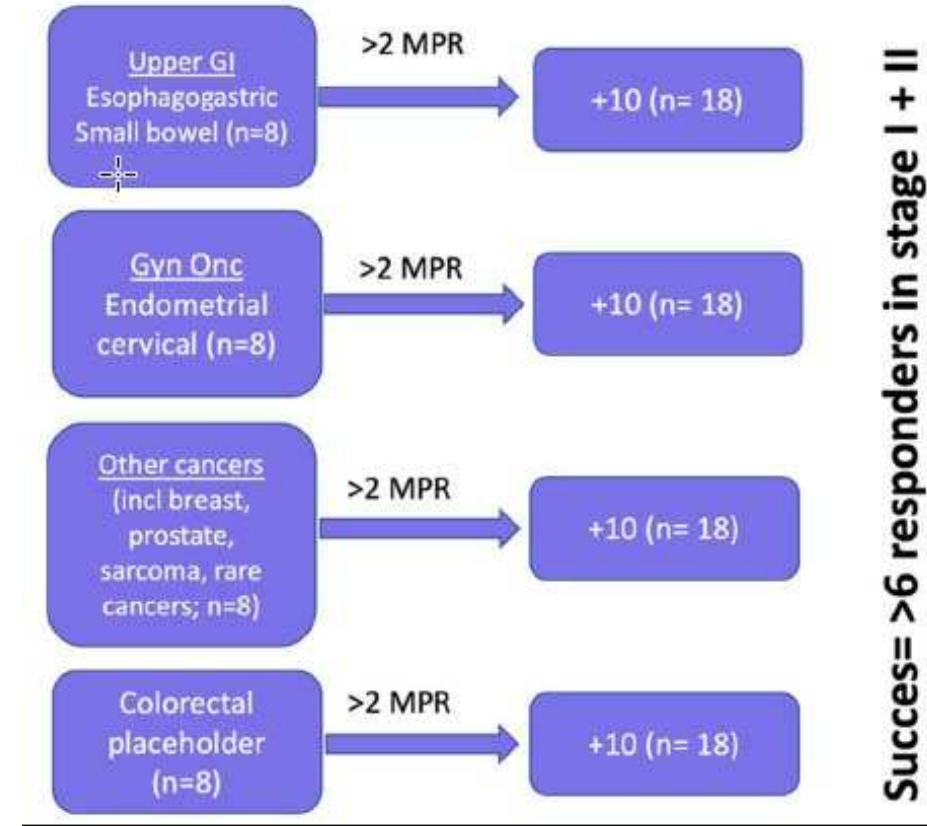 Upper GI
Esophagogastric
Small bowel (n=8)
>2 MPR
+10 (n= 18)
Gyn Onc
Endometrial
cervical (n=8)
>2 MPR
+10 (n= 18)
Other cancers
(incl breast,
prostate,
sarcoma, rare
cancers; n=8)
>2 MPR
+10 (n= 18)
Colorectal
placeholder
(n=8)
>2 MPR
+10 (n= 18)
Succes= >6 responders in stage I + II